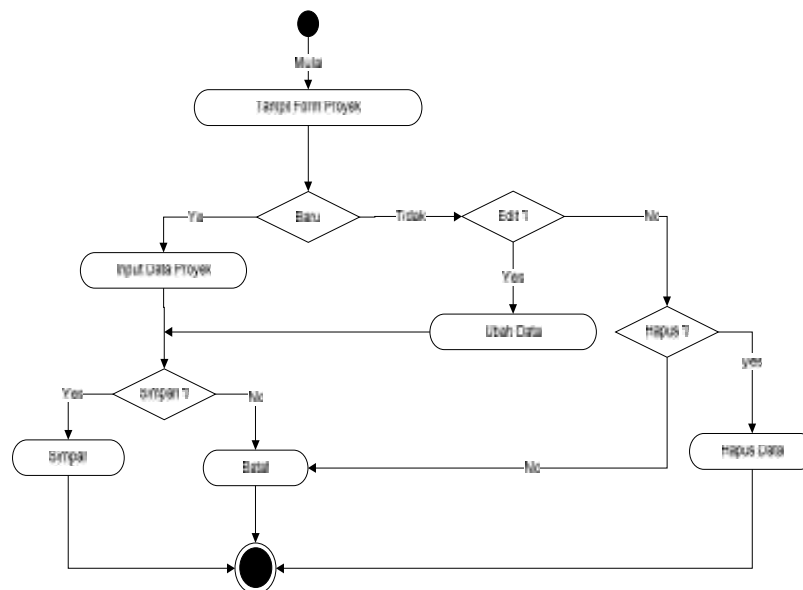 Mulai
Tampil Form Proyek
Baru
Ya
Tidak
Edit ?
No
Input Data Proyek
Yes
Ubah Data
Hapus ?
yes
Simpan ?
Yes
No
Simpan
Batal
No
Hapus Data